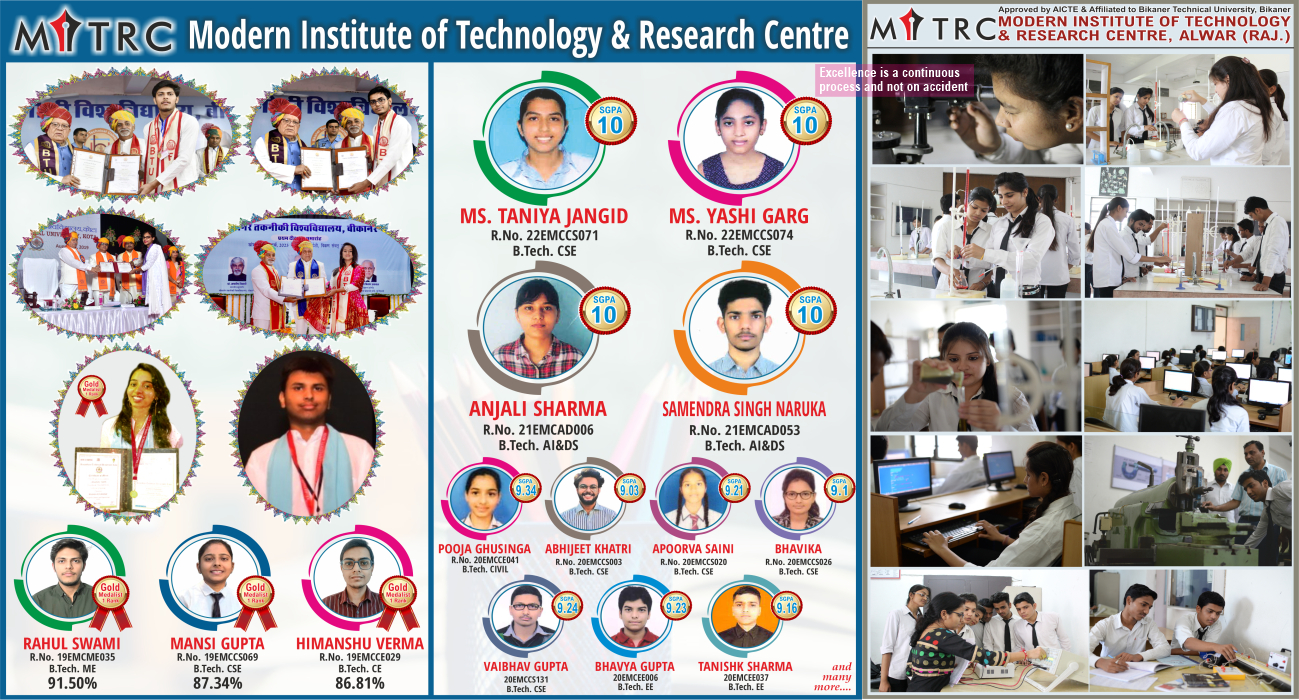 MITRC Modern Institute of Technology & Research Centre
Gold
Medalist
1 Rank
RAHUL SWAMI
R.No. 19EMCME035
B.Tech. ME
91.50%
Gold
Medalist
1 Rank
MANSI GUPTA
R.No. 19EMCCS069
B.Tech. CSE
87.34%
Gold
Medalist
1 Rank
HIMANSHU VERMA
R.No. 19EMCCE029
B.Tech. CE
86.81%
Gold
Medalist
1 Rank
SGPA
10
MS. TANIYA JANGID
R.No. 22EMCCS071
B.Tech. CSE
SGPA
10
MS. YASHI GARG
R.No. 22EMCCS074
B.Tech. CSE
SGPA
10
ANJALI SHARMA
R.No. 21EMCAD006
B.Tech. AI&DS
SGPA
10
SAMENDRA SINGH NARUKA
R.No. 21EMCAD053
B.Tech. AI&DS
SGPA
9.34
POOJA GHUSINGA
R.No. 20EMCCE041
B.Tech. CIVIL
SGPA
9.03
ABHIJEET KHATRI
R.No. 20EMCCS003
B.Tech. CSE
SGPA
9.21
APOORVA SAINI
R.No. 20EMCCS020
B.Tech. CSE
SGPA
9.1
BHAVIKA
R.No. 20EMCCS026
B.Tech. CSE
SGPA
9.24
VAIBHAV GUPTA
20EMCCS131
B.Tech. CSE
SGPA
9.23
BHAVYA GUPTA
20EMCEE006
B.Tech. EE
SGPA
9.16
TANISHK SHARMA
20EMCEE037
B.Tech. EE
and
many
more....
Approved by AICTE & Affiliated to Bikaner Technical University, Bikaner
MITRC MODERN INSTITUTE OF TECHNOLOGY
& RESEARCH CENTRE, ALWAR (RAJ.)
Excellence is a continuous
process and not on accident